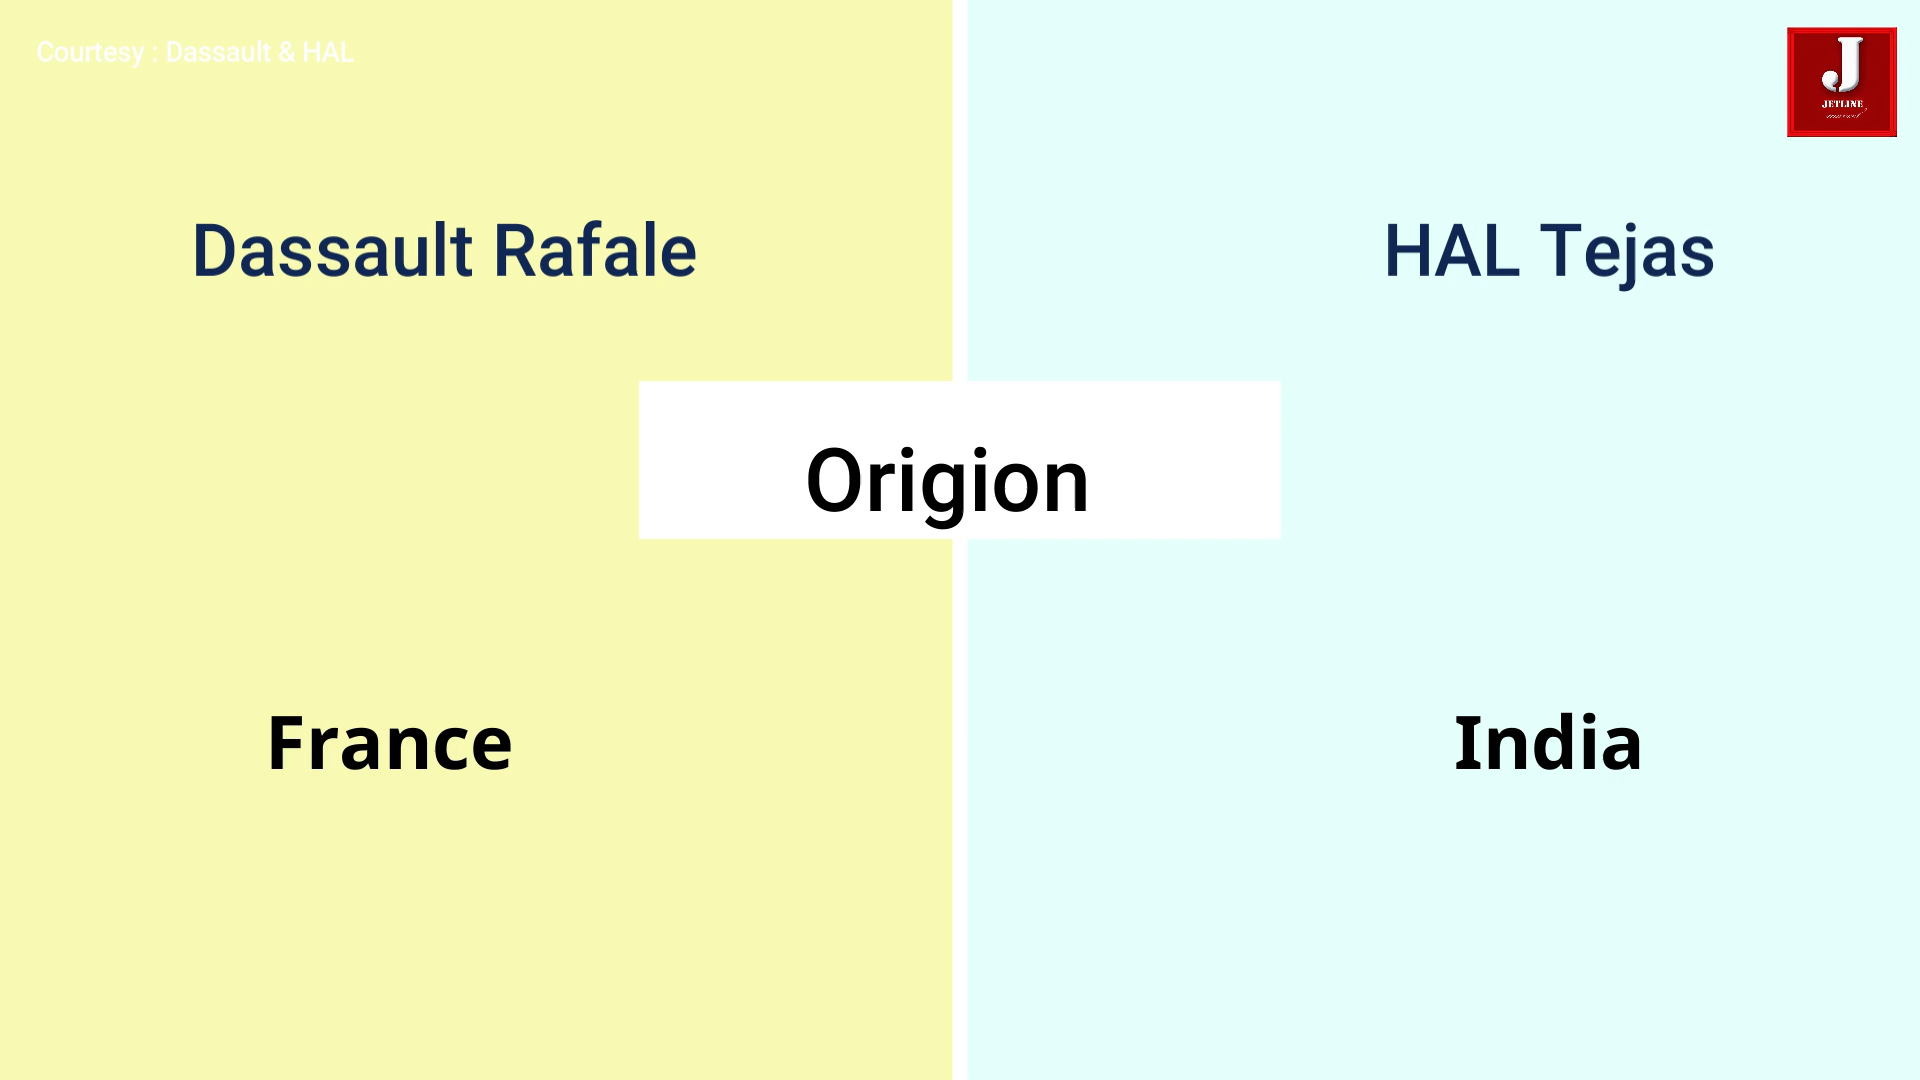 Courtesy : Dassault & HAL
J
JETLINE
Dassault Rafale
HAL Tejas
Origion
France
India